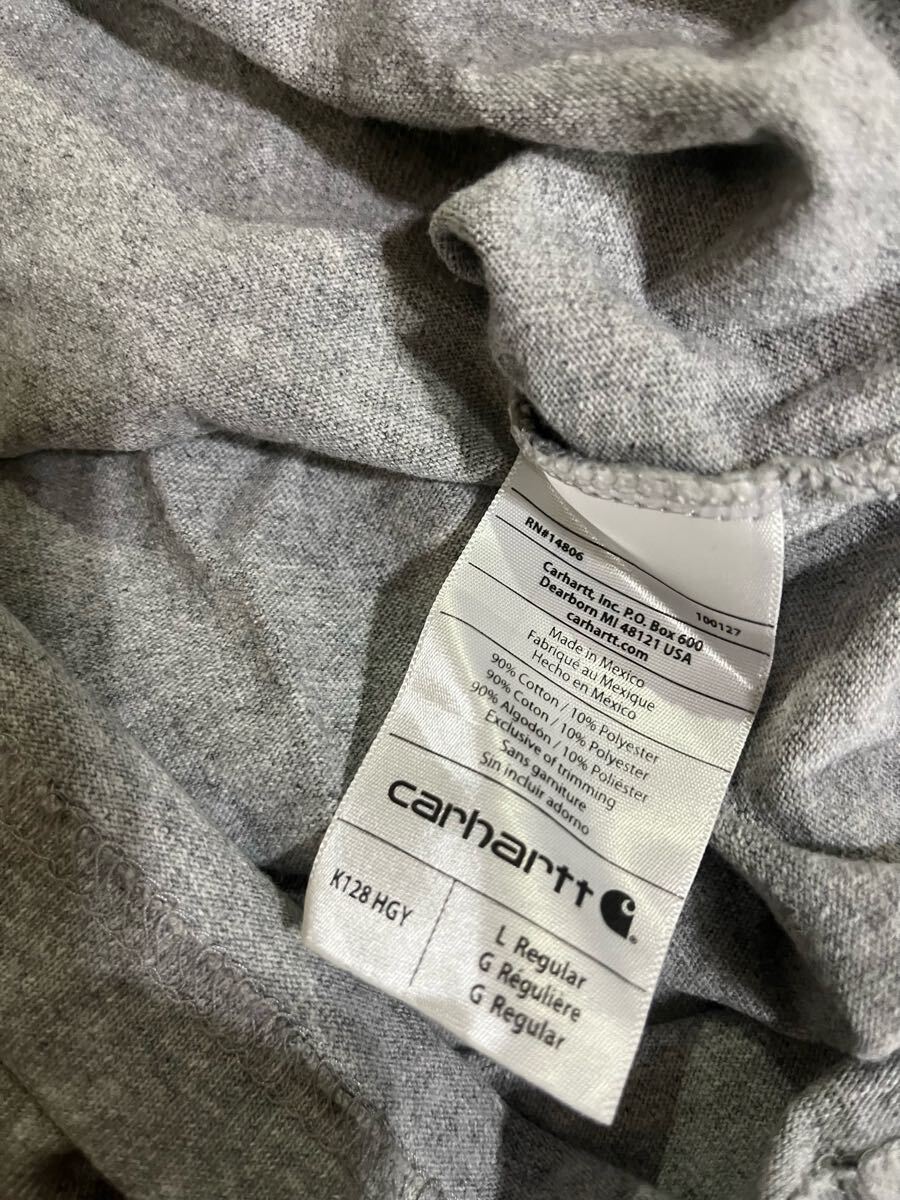 RN#14806
100127
Carhartt, Inc. P.O. Box 600
Dearborn MI 48121 USA
carhartt.com
Made in Mexico
Fabriqué au Mexique
Hecho en México
90% Cotton / 10% Polyester
90% Coton / 10% Polyester
90% Algodón / 10% Poliéster
Exclusive of trimming
Sans garniture
Sin incluir adorno
carhartt
K128 HGY
L Regular
G Régulière
G Regular